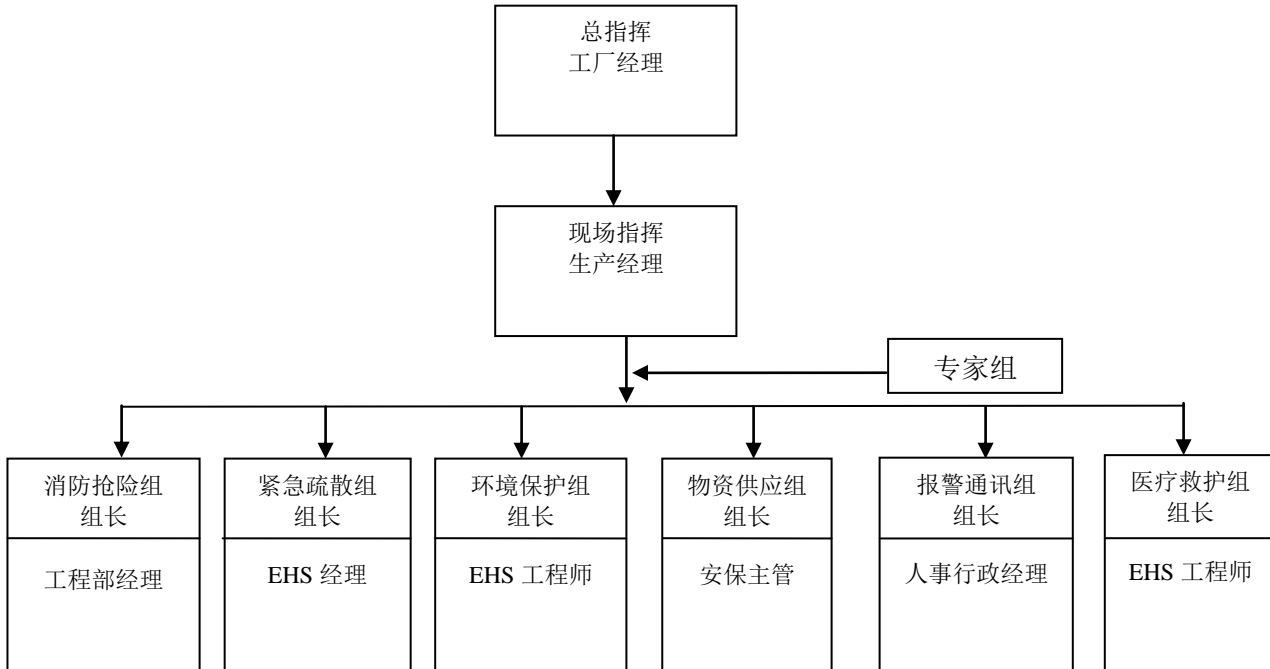 总指挥
工厂经理
现场指挥
生产经理
专家组
消防抢险组
组长
工程部经理
紧急疏散组
组长
EHS 经理
环境保护组
组长
EHS 工程师
物资供应组
组长
安保主管
报警通讯组
组长
人事行政经理
医疗救护组
组长
EHS 工程师